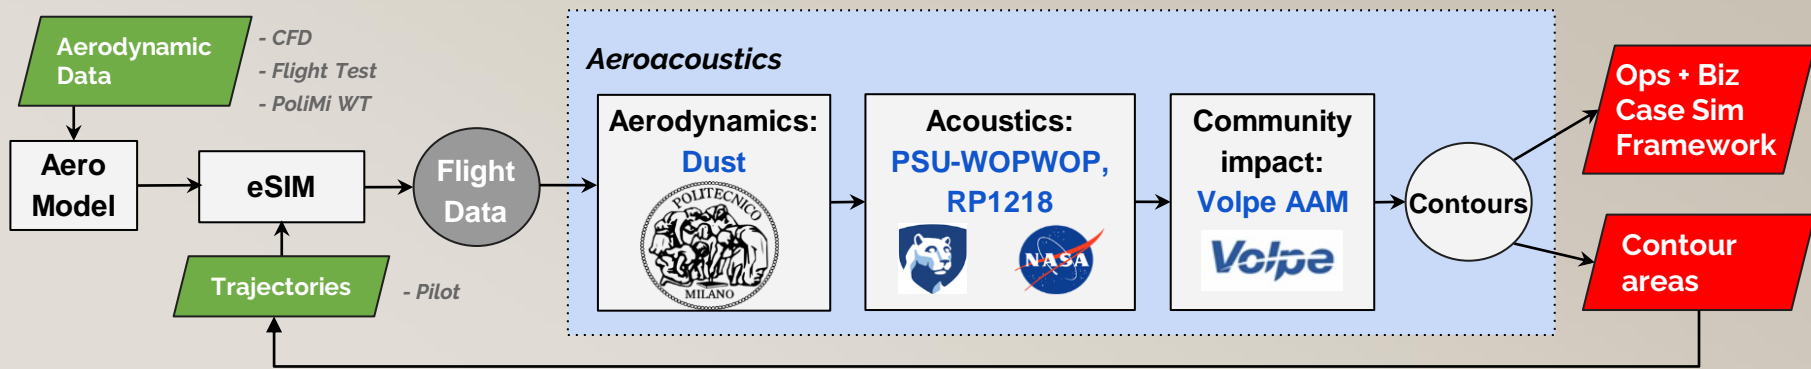 Aerodynamic
Data
- CFD
- Flight Test
- PoliMi WT
Aero
Model
eSIM
Trajectories
- Pilot
Flight
Data
Aeroacoustics
Aerodynamics:
Dust
POLITECNICO
MILANO
Acoustics:
PSU-WOPWOP,
RP1218
NASA
Community
impact:
Volpe AAM
Volpe
Contours
Ops + Biz
Case Sim
Framework
Contour
areas